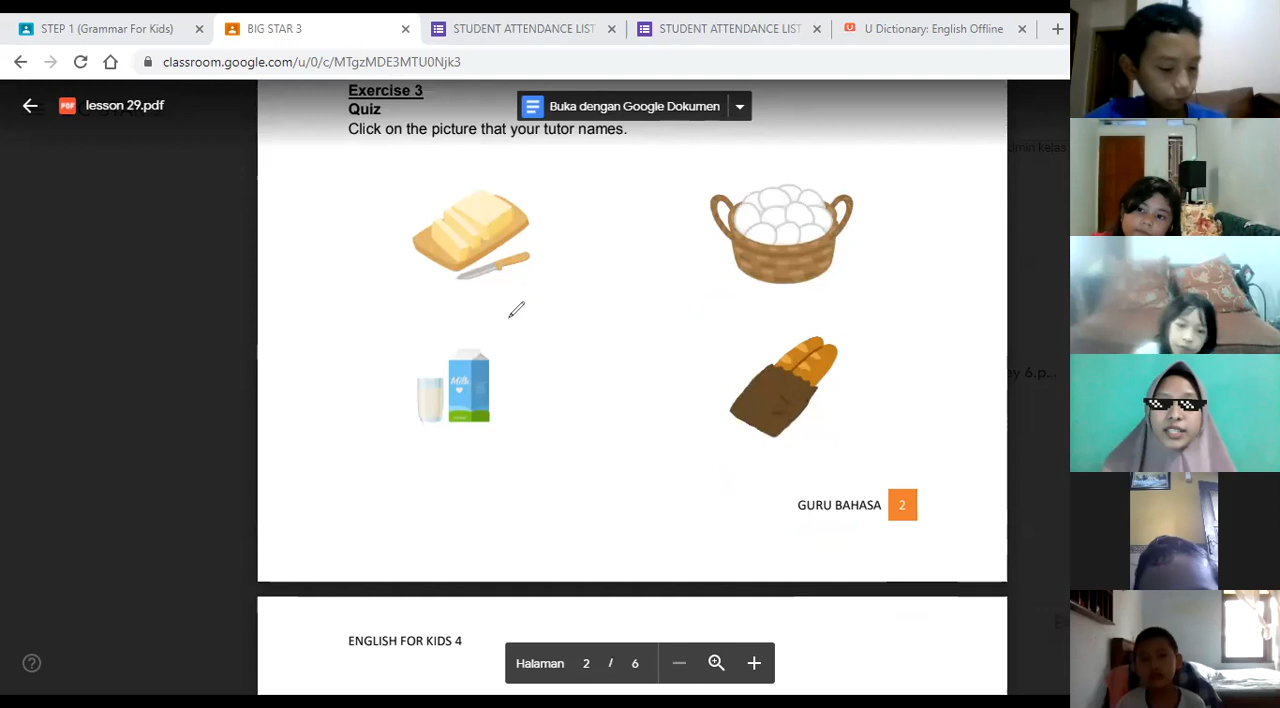 STEP 1 (Grammar For Kids)
BIG STAR 3
STUDENT ATTENDANCE LIST
STUDENT ATTENDANCE LIST
U Dictionary: English Offline
classroom.google.com/u/0/c/MTgzMDE3MTU0Njk3
PDF lesson 29.pdf
Buka dengan Google Dokumen
Exercise 3
Quiz
Click on the picture that your tutor names.
Milk
GURU BAHASA 2
ENGLISH FOR KIDS 4
Halaman 2 / 6